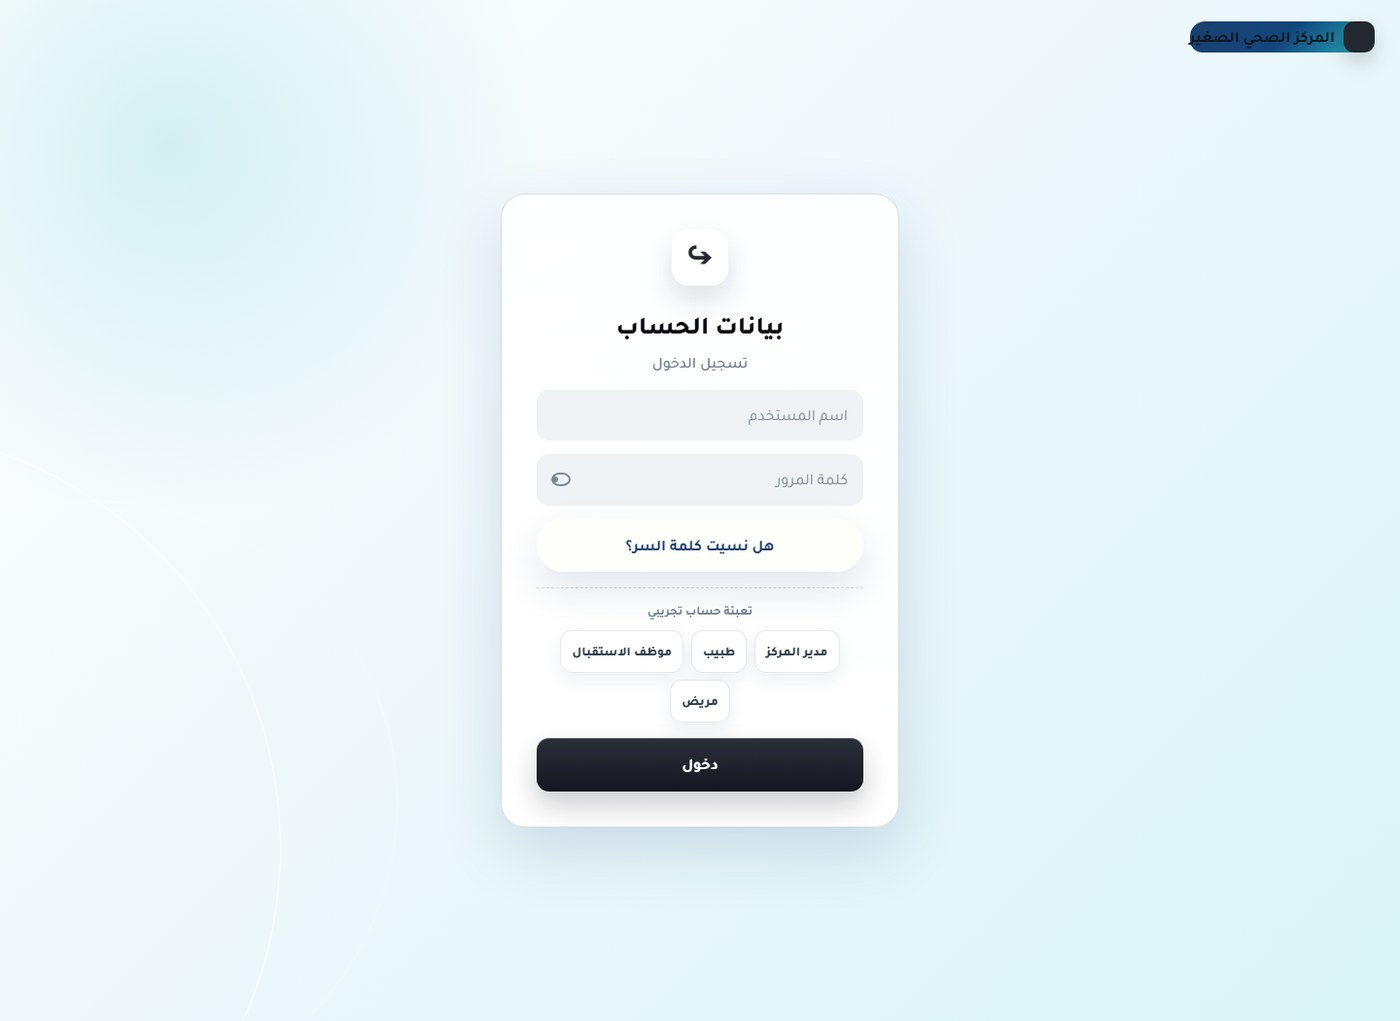 المركز الصحي الصغير
بيانات الحساب
تسجيل الدخول
اسم المستخدم
كلمة المرور
هل نسيت كلمة السر؟
تعبئة حساب تجريبي
مدير المركز
طبيب
موظف الاستقبال
مريض
دخول